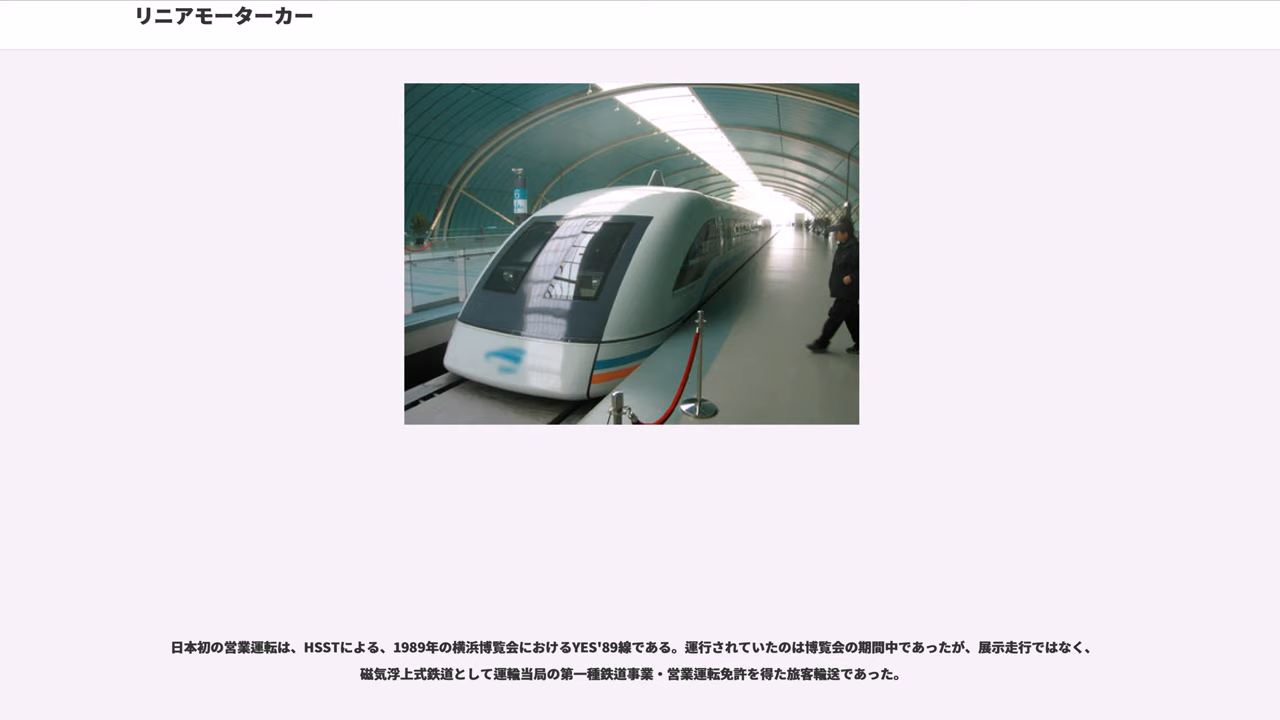 リニアモーターカー
6
日本初の営業運転は、HSSTによる、1989年の横浜博覧会におけるYES'89線である。運行されていたのは博覧会の期間中であったが、展示走行ではなく、
磁気浮上式鉄道として運輸当局の第一種鉄道事業・営業運転免許を得た旅客輸送であった。